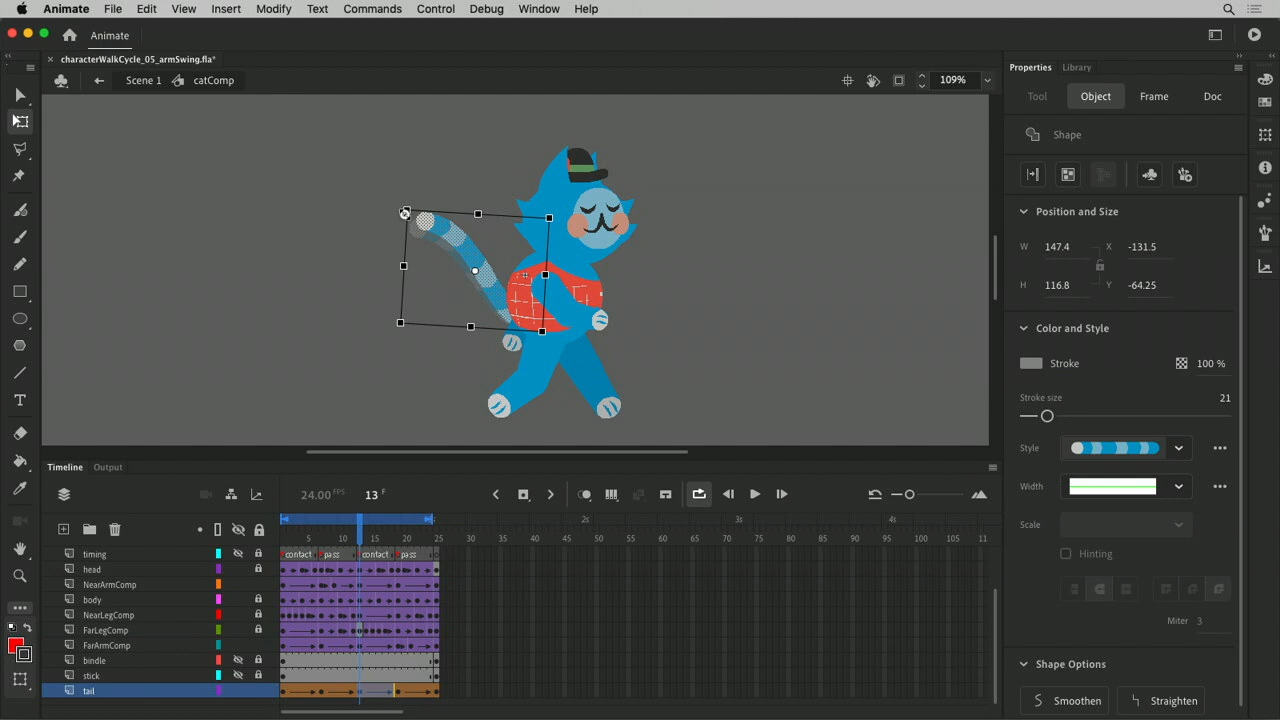 Animate File Edit View Insert Modify Text Commands Control Debug Window Help
Animate
characterWalkCycle_05_armSwing.fla*
Scene 1 catComp 109%
Properties Library
Tool Object Frame Doc
Shape
Position and Size
W 147.4 X -131.5
H 116.8 Y -64.25
Color and Style
Stroke 100 %
Stroke size 21
Style
Width
Scale
Hinting
Miter 3
Shape Options
Smoothen Straighten
Timeline Output
24.00 FPS 13 F
2s 3s 4s
5 10 15 20 25 30 35 40 45 50 55 60 65 70 75 80 85 90 95 100 105 11
timing contact pass contact pass
head
NearArmComp
body
NearLegComp
FarLegComp
FarArmComp
bindle
stick
tail